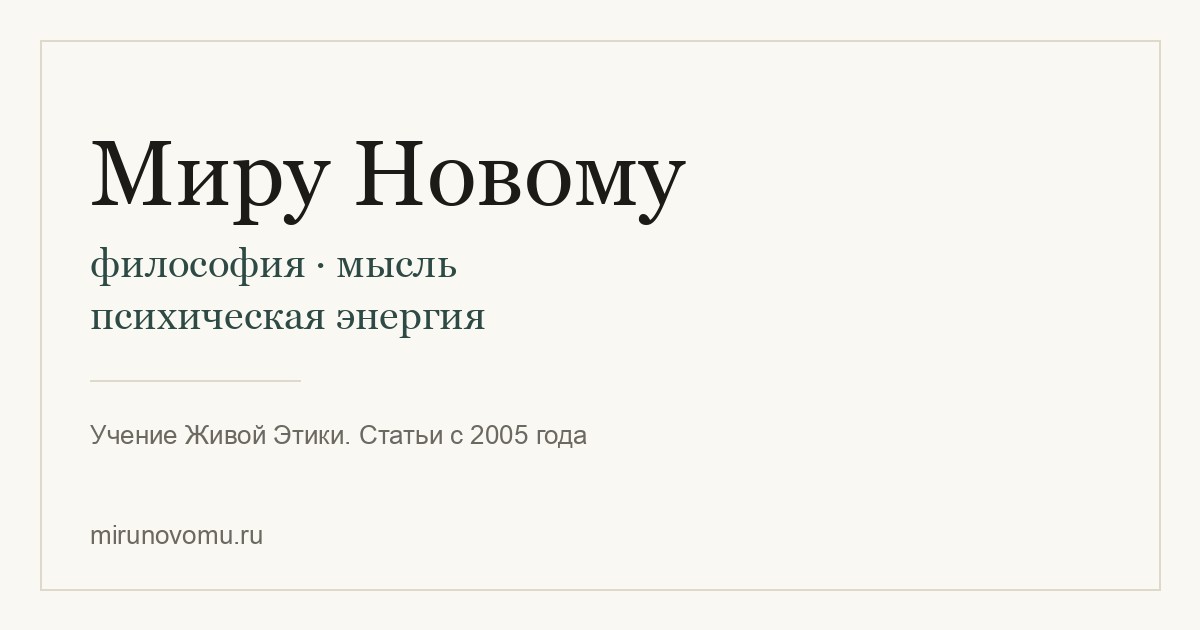 Миру Новому
философия · мысль
психическая энергия
Учение Живой Этики. Статьи с 2005 года
mirunovomu.ru